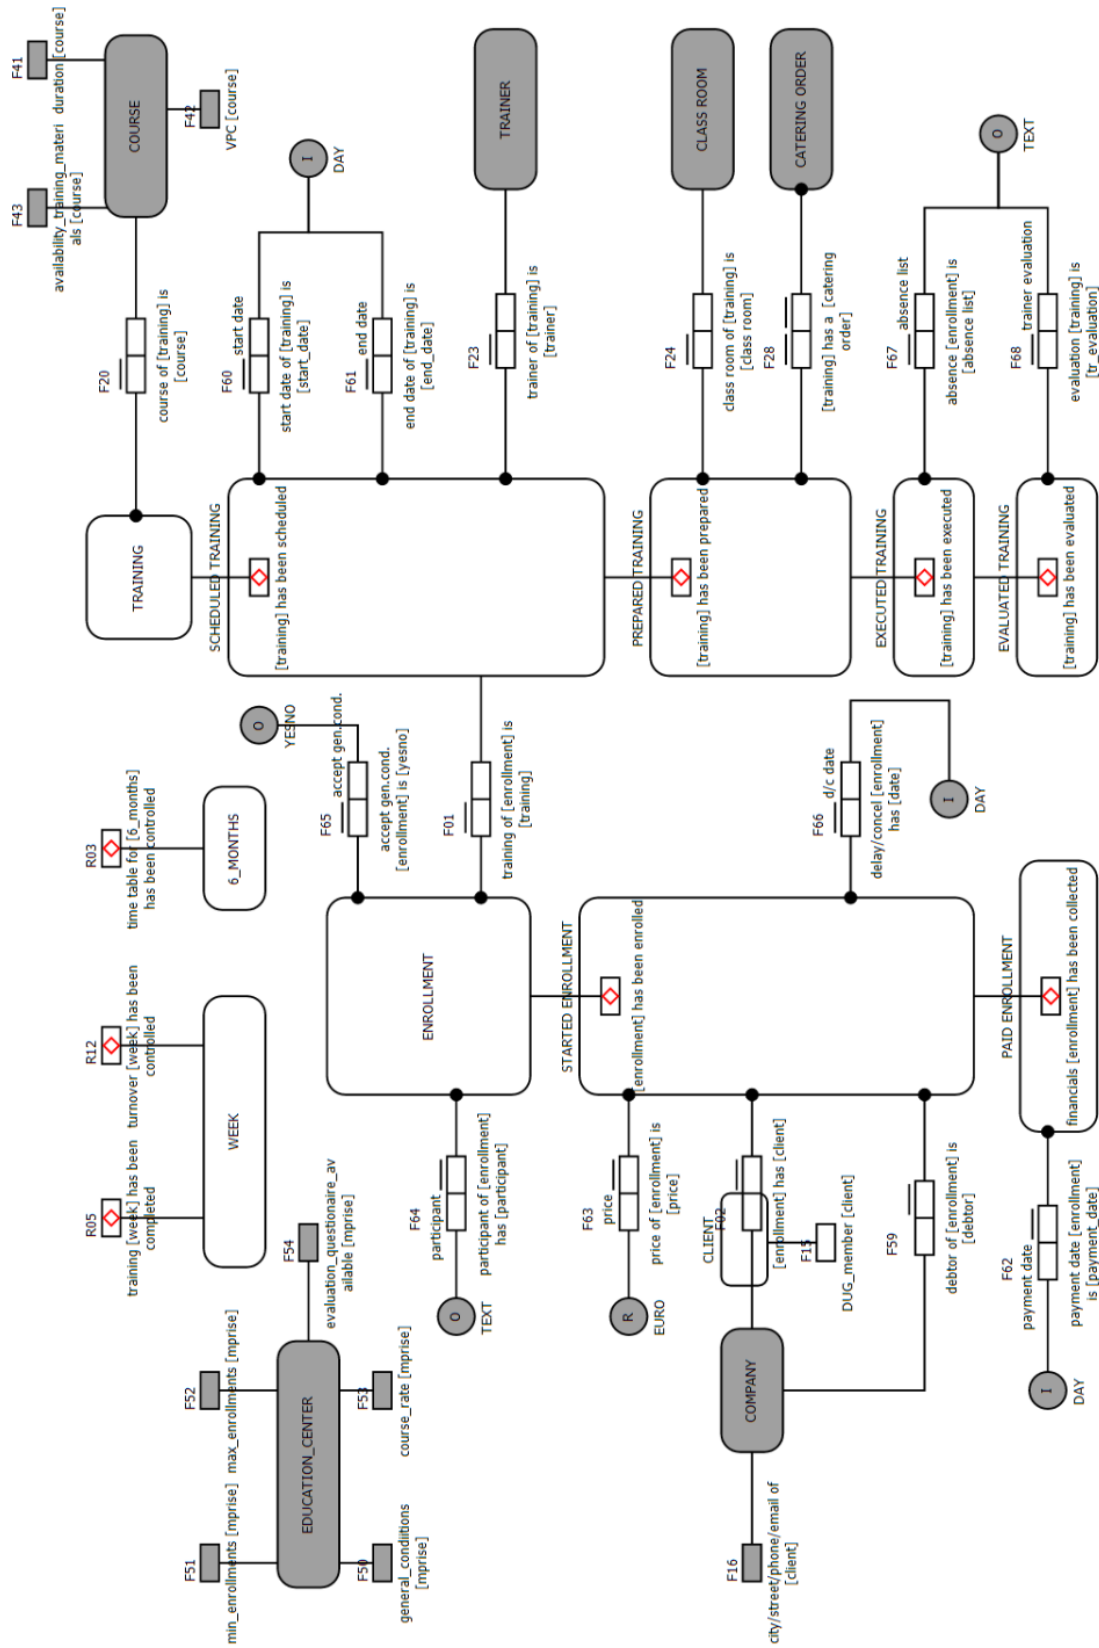 F51
min_enrollments [mprise]
F52
max_enrollments [mprise]
EDUCATION_CENTER
F50
general_conditions
[mprise]
F53
course_rate [mprise]
F54
evaluation_questionaire_av
ailable [mprise]
R05
training [week] has been
completed
R12
turnover [week] has been
controlled
WEEK
R03
time table for [6_months]
has been controlled
6_MONTHS
F43
availability_training_materi
als [course]
F41
duration [course]
COURSE
F42
VPC [course]
TRAINING
F20
course of [training] is
[course]
YESNO
O
accept gen.cond.
F65
accept gen.cond.
[enrollment] is [yesno]
ENROLLMENT
participant
F64
participant of [enrollment]
has [participant]
O
TEXT
F01
training of [enrollment] is
[training]
SCHEDULED TRAINING
[training] has been scheduled
F60
start date
start date of [training] is
[start_date]
I
DAY
F61
end date
end date of [training] is
[end_date]
F23
trainer of [training] is
[trainer]
TRAINER
STARTED ENROLLMENT
[enrollment] has been enrolled
F63
price
price of [enrollment] is
[price]
R
EURO
CLIENT
F02
[enrollment] has [client]
F15
DUG_member [client]
COMPANY
F16
city/street/phone/email of
[client]
F59
debtor of [enrollment] is
[debtor]
F66
d/c date
delay/concel [enrollment]
has [date]
I
DAY
PREPARED TRAINING
[training] has been prepared
F24
class room of [training] is
[class room]
CLASS ROOM
F28
[training] has a [catering
order]
CATERING ORDER
EXECUTED TRAINING
[training] has been executed
F67
absence list
absence [enrollment] is
[absence list]
O
TEXT
EVALUATED TRAINING
[training] has been evaluated
F68
trainer evaluation
evaluation [training] is
[tr_evaluation]
PAID ENROLLMENT
financials [enrollment] has been collected
F62
payment date
payment date [enrollment]
is [payment_date]
I
DAY